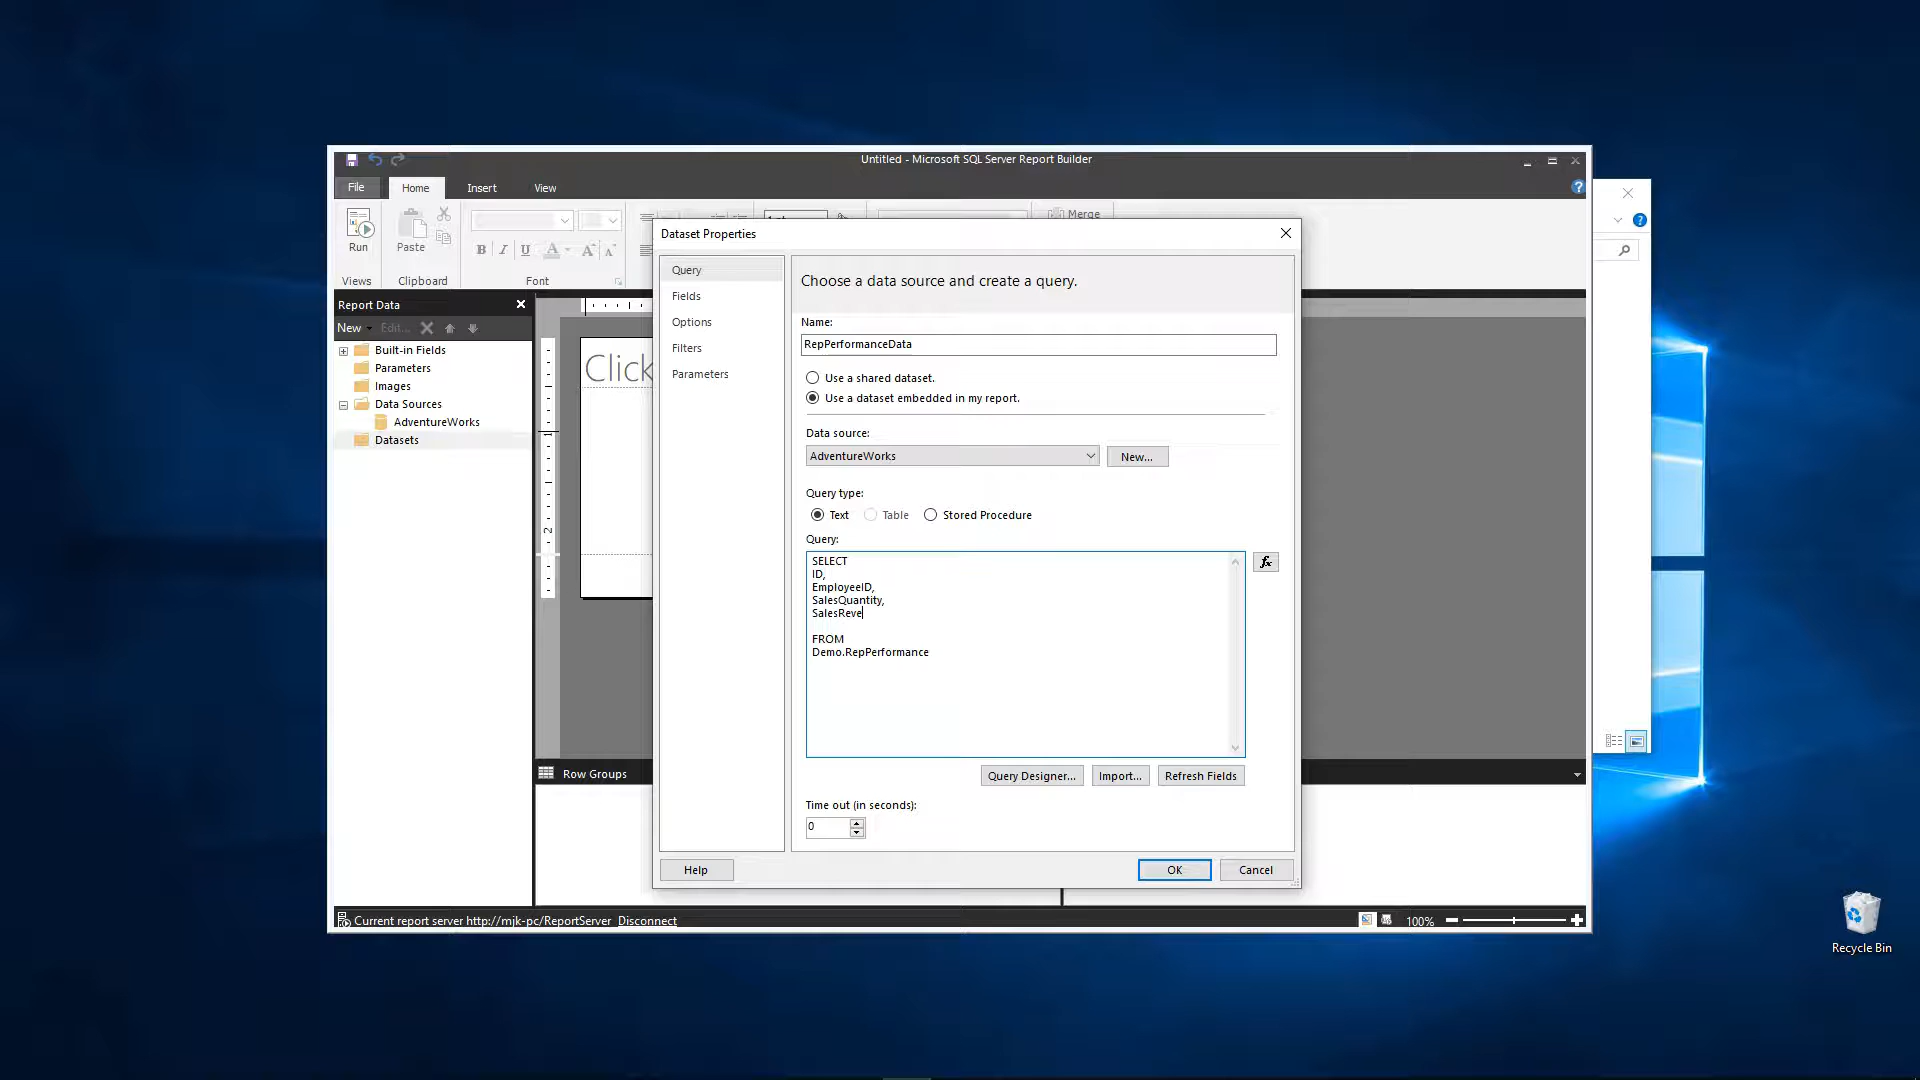 Untitled - Microsoft SQL Server Report Builder
File Home Insert View
Run
Paste
Merge
B I U A A A
Views Clipboard Font
Report Data
New Edit...
Built-in Fields
Parameters
Images
Data Sources
AdventureWorks
Datasets
Click
1
2
Row Groups
Dataset Properties
Query
Fields
Options
Filters
Parameters
Choose a data source and create a query.
Name:
RepPerformanceData
Use a shared dataset.
Use a dataset embedded in my report.
Data source:
AdventureWorks New...
Query type:
Text Table Stored Procedure
Query:
fx
SELECT
ID,
EmployeeID,
SalesQuantity,
SalesReve
FROM
Demo.RepPerformance
Query Designer... Import... Refresh Fields
Time out (in seconds):
0
Help OK Cancel
Current report server http://mjk-pc/ReportServer Disconnect
100%
Recycle Bin